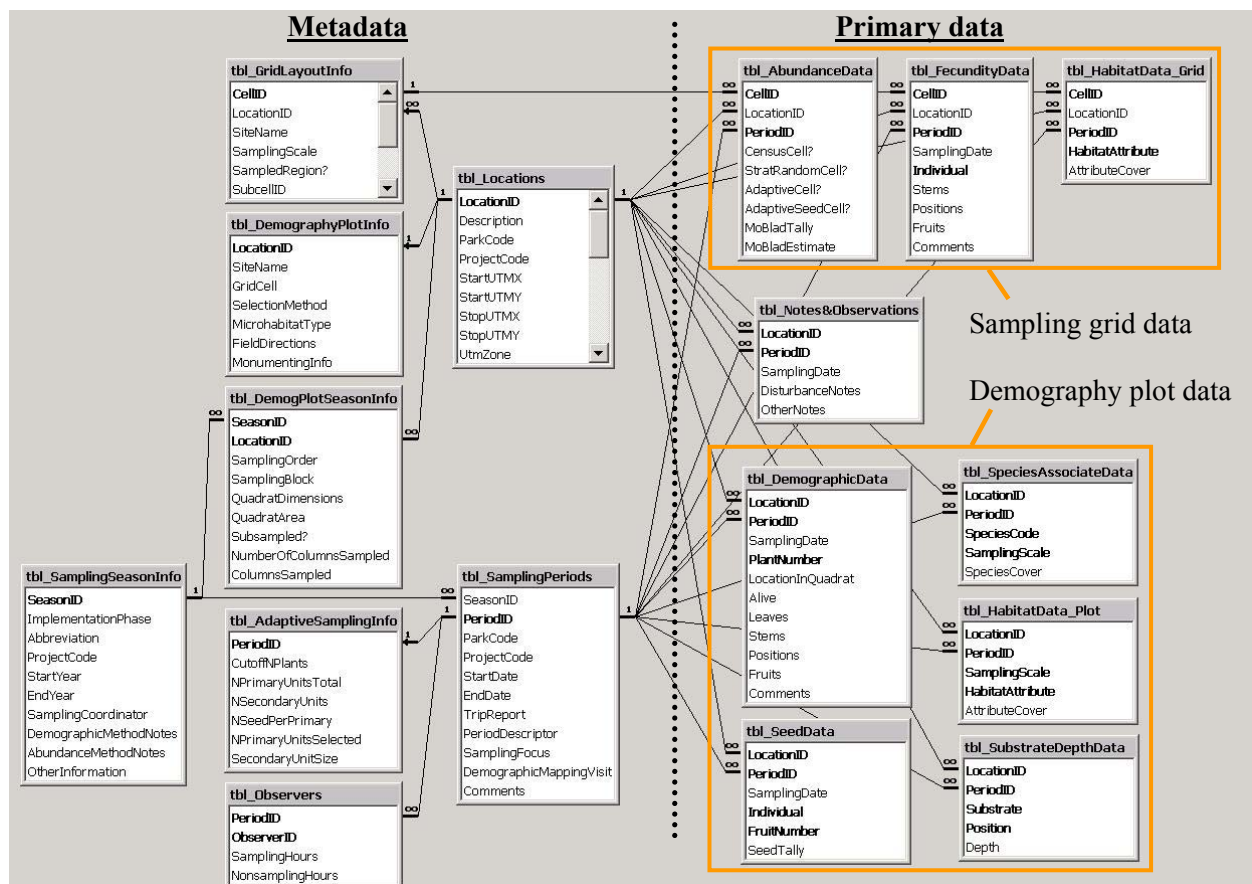 Metadata
Primary data
tbl_GridLayoutInfo
CellID
LocationID
SiteName
SamplingScale
SampledRegion?
SubcellID
tbl_DemographyPlotInfo
LocationID
SiteName
GridCell
SelectionMethod
MicrohabitatType
FieldDirections
MonumentingInfo
tbl_DemogPlotSeasonInfo
SeasonID
LocationID
SamplingOrder
SamplingBlock
QuadratDimensions
QuadratArea
Subsampled?
NumberOfColumnsSampled
ColumnsSampled
tbl_SamplingSeasonInfo
SeasonID
ImplementationPhase
Abbreviation
ProjectCode
StartYear
EndYear
SamplingCoordinator
DemographicMethodNotes
AbundanceMethodNotes
OtherInformation
tbl_AdaptiveSamplingInfo
PeriodID
CutoffNPlants
NPrimaryUnitsTotal
NSecondaryUnits
NSeedPerPrimary
NPrimaryUnitsSelected
SecondaryUnitSize
tbl_Observers
PeriodID
ObserverID
SamplingHours
NonsamplingHours
tbl_Locations
LocationID
Description
ParkCode
ProjectCode
StartUTMX
StartUTMY
StopUTMX
StopUTMY
UtmZone
tbl_SamplingPeriods
SeasonID
PeriodID
ParkCode
ProjectCode
StartDate
EndDate
TripReport
PeriodDescriptor
SamplingFocus
DemographicMappingVisit
Comments
tbl_AbundanceData
CellID
LocationID
PeriodID
CensusCell?
StratRandomCell?
AdaptiveCell?
AdaptiveSeedCell?
MoBladTally
MoBladEstimate
tbl_FecundityData
CellID
LocationID
PeriodID
SamplingDate
Individual
Stems
Positions
Fruits
Comments
tbl_HabitatData_Grid
CellID
LocationID
PeriodID
HabitatAttribute
AttributeCover
Sampling grid data
tbl_Notes&Observations
LocationID
PeriodID
SamplingDate
DisturbanceNotes
OtherNotes
Demography plot data
tbl_DemographicData
LocationID
PeriodID
SamplingDate
PlantNumber
LocationInQuadrat
Alive
Leaves
Stems
Positions
Fruits
Comments
tbl_SeedData
LocationID
PeriodID
SamplingDate
Individual
FruitNumber
SeedTally
tbl_SpeciesAssociateData
LocationID
PeriodID
SpeciesCode
SamplingScale
SpeciesCover
tbl_HabitatData_Plot
LocationID
PeriodID
SamplingScale
HabitatAttribute
AttributeCover
tbl_SubstrateDepthData
LocationID
PeriodID
Substrate
Position
Depth